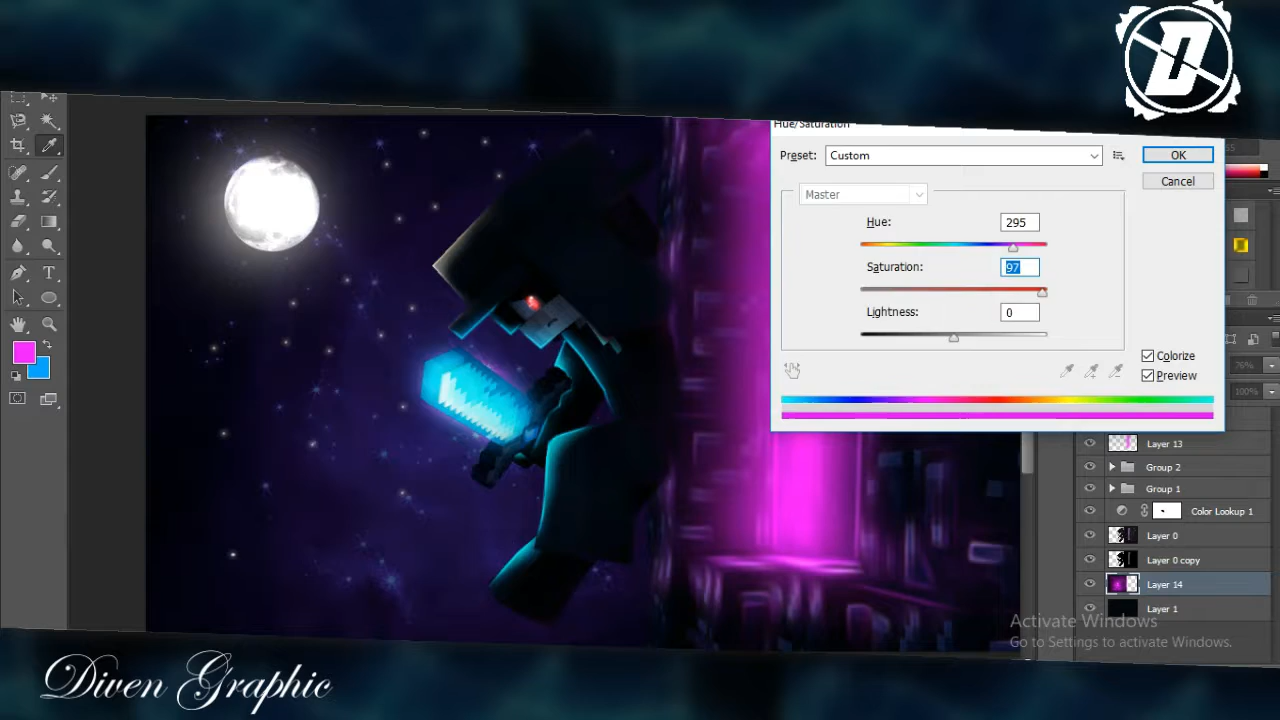 D
Hue/Saturation
Preset: Custom
OK
Cancel
Master
Hue: 295
Saturation: 97
Lightness: 0
Colorize
Preview
76%
100%
Layer 13
Group 2
Group 1
Color Lookup 1
Layer 0
Layer 0 copy
Layer 14
Layer 1
Activate Windows
Go to Settings to activate Windows.
Diven Graphic